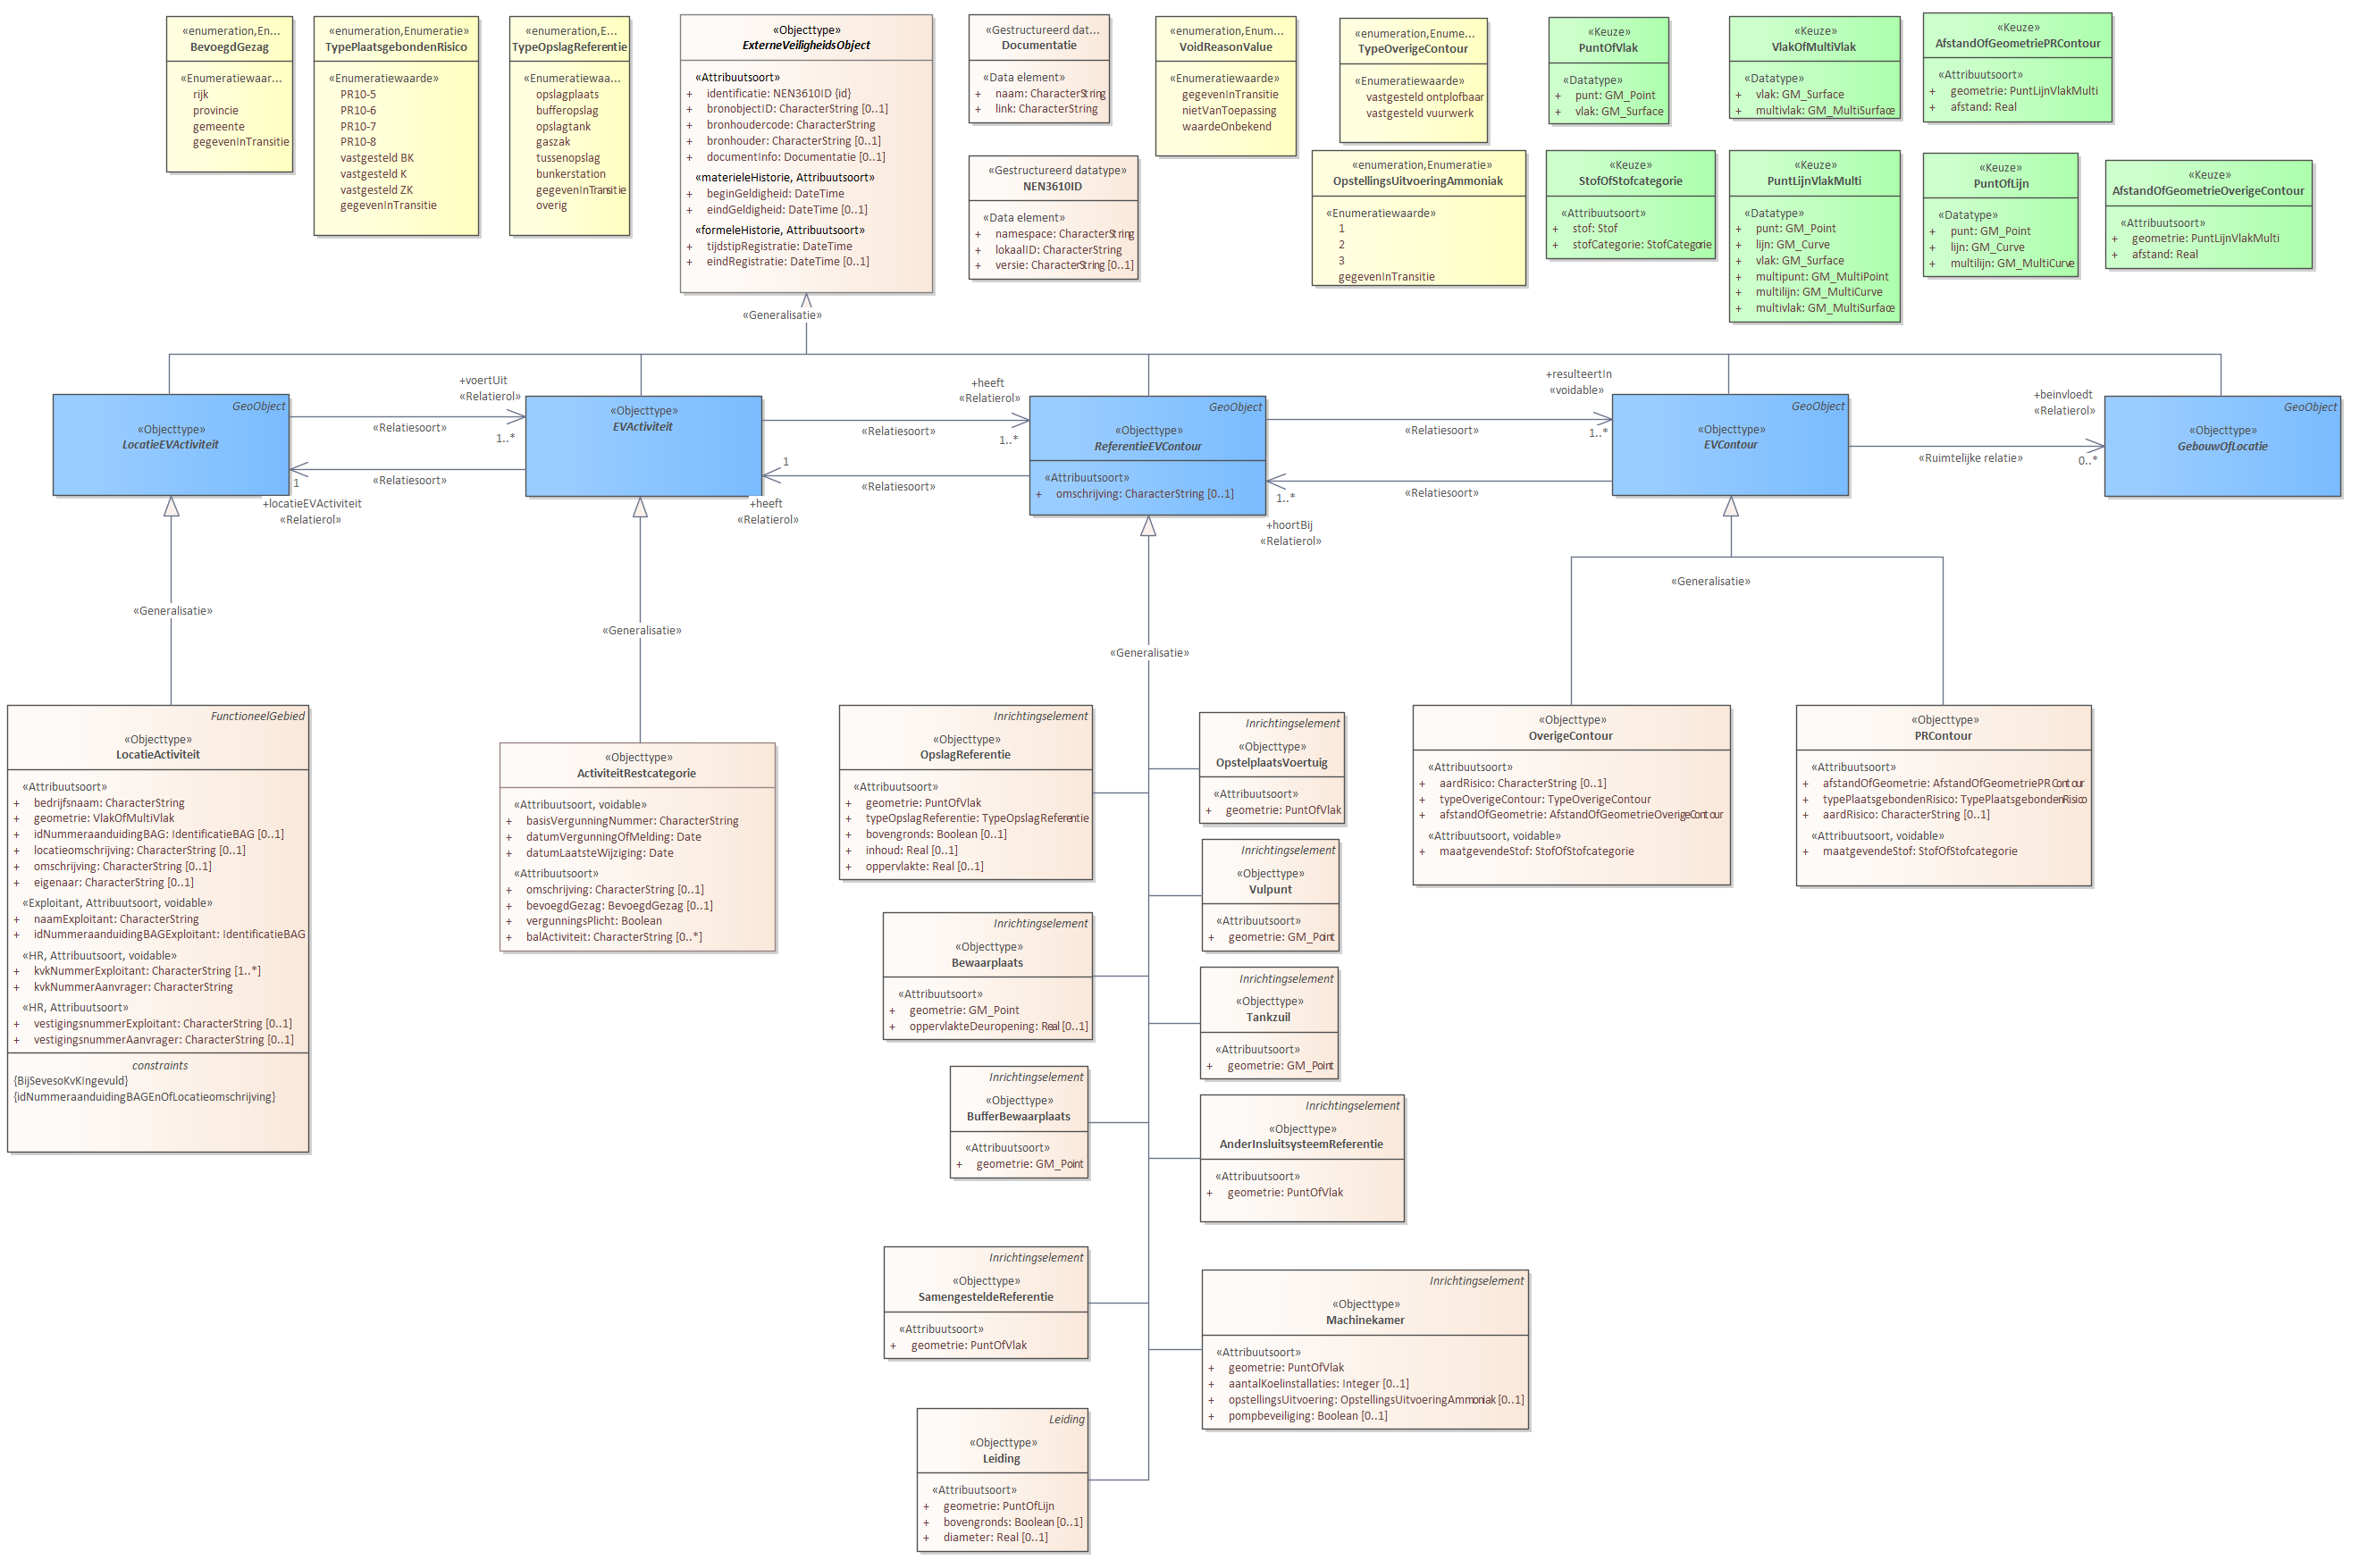 «enumeration,En...
BevoegdGezag
«Enumeratiewaar...
rijk
provincie
gemeente
gegevenInTransitie
«enumeration,Enumeratie»
TypePlaatsgebondenRisico
«Enumeratiewaarde»
PR10-5
PR10-6
PR10-7
PR10-8
vastgesteld BK
vastgesteld K
vastgesteld ZK
gegevenInTransitie
«enumeration,E...
TypeOpslagReferentie
«Enumeratiewaa...
opslagplaats
bufferopslag
opslagtank
gaszak
tussenopslag
bunkerstation
gegevenInTransitie
overig
«Objecttype»
ExterneVeiligheidsObject
«Attribuutsoort»
+ identificatie: NEN3610ID {id}
+ bronobjectID: CharacterString [0..1]
+ bronhoudercode: CharacterString
+ bronhouder: CharacterString [0..1]
+ documentInfo: Documentatie [0..1]
«materieleHistorie, Attribuutsoort»
+ beginGeldigheid: DateTime
+ eindGeldigheid: DateTime [0..1]
«formeleHistorie, Attribuutsoort»
+ tijdstipRegistratie: DateTime
+ eindRegistratie: DateTime [0..1]
«Gestructureerd dat...
Documentatie
«Data element»
+ naam: CharacterString
+ link: CharacterString
«Gestructureerd datatype»
NEN3610ID
«Data element»
+ namespace: CharacterString
+ lokaalID: CharacterString
+ versie: CharacterString [0..1]
«enumeration,Enum...
VoidReasonValue
«Enumeratiewaarde»
gegevenInTransitie
nietVanToepassing
waardeOnbekend
«enumeration,Enume...
TypeOverigeContour
«Enumeratiewaarde»
vastgesteld ontplofbaar
vastgesteld vuurwerk
«enumeration,Enumeratie»
OpstellingsUitvoeringAmmoniak
«Enumeratiewaarde»
1
2
3
gegevenInTransitie
«Keuze»
PuntOfVlak
«Datatype»
+ punt: GM_Point
+ vlak: GM_Surface
«Keuze»
VlakOfMultiVlak
«Datatype»
+ vlak: GM_Surface
+ multivlak: GM_MultiSurface
«Keuze»
AfstandOfGeometriePRContour
«Attribuutsoort»
+ geometrie: PuntLijnVlakMulti
+ afstand: Real
«Keuze»
StofOfStofcategorie
«Attribuutsoort»
+ stof: Stof
+ stofCategorie: StofCategorie
«Keuze»
PuntLijnVlakMulti
«Datatype»
+ punt: GM_Point
+ lijn: GM_Curve
+ vlak: GM_Surface
+ multipunt: GM_MultiPoint
+ multilijn: GM_MultiCurve
+ multivlak: GM_MultiSurface
«Keuze»
PuntOfLijn
«Datatype»
+ punt: GM_Point
+ lijn: GM_Curve
+ multilijn: GM_MultiCurve
«Keuze»
AfstandOfGeometrieOverigeContour
«Attribuutsoort»
+ geometrie: PuntLijnVlakMulti
+ afstand: Real
«Generalisatie»
GeoObject
«Objecttype»
LocatieEVActiviteit
+voertUit
«Relatierol»
«Relatiesoort»
1..*
«Relatiesoort»
1
+locatieEVActiviteit
«Relatierol»
«Objecttype»
EVActiviteit
+heeft
«Relatierol»
«Relatiesoort»
1..*
1
«Relatiesoort»
+heeft
«Relatierol»
GeoObject
«Objecttype»
ReferentieEVContour
«Attribuutsoort»
+ omschrijving: CharacterString [0..1]
+resulteertIn
«voidable»
«Relatiesoort»
1..*
«Relatiesoort»
1..*
+hoortBij
«Relatierol»
GeoObject
«Objecttype»
EVContour
+beinvloedt
«Relatierol»
«Ruimtelijke relatie»
0..*
GeoObject
«Objecttype»
GebouwOfLocatie
«Generalisatie»
«Generalisatie»
«Generalisatie»
«Generalisatie»
FunctioneelGebied
«Objecttype»
LocatieActiviteit
«Attribuutsoort»
+ bedrijfsnaam: CharacterString
+ geometrie: VlakOfMultiVlak
+ idNummeraanduidingBAG: IdentificatieBAG [0..1]
+ locatieomschrijving: CharacterString [0..1]
+ omschrijving: CharacterString [0..1]
+ eigenaar: CharacterString [0..1]
«Exploitant, Attribuutsoort, voidable»
+ naamExploitant: CharacterString
+ idNummeraanduidingBAGExploitant: IdentificatieBAG
«HR, Attribuutsoort, voidable»
+ kvkNummerExploitant: CharacterString [1..*]
+ kvkNummerAanvrager: CharacterString
«HR, Attribuutsoort»
+ vestigingsnummerExploitant: CharacterString [0..1]
+ vestigingsnummerAanvrager: CharacterString [0..1]
constraints
{BijSevesoKvKIngevuld}
{idNummeraanduidingBAGEnOfLocatieomschrijving}
«Objecttype»
ActiviteitRestcategorie
«Attribuutsoort, voidable»
+ basisVergunningNummer: CharacterString
+ datumVergunningOfMelding: Date
+ datumLaatsteWijziging: Date
«Attribuutsoort»
+ omschrijving: CharacterString [0..1]
+ bevoegdGezag: BevoegdGezag [0..1]
+ vergunningsPlicht: Boolean
+ balActiviteit: CharacterString [0..*]
Inrichtingselement
«Objecttype»
OpslagReferentie
«Attribuutsoort»
+ geometrie: PuntOfVlak
+ typeOpslagReferentie: TypeOpslagReferentie
+ bovengronds: Boolean [0..1]
+ inhoud: Real [0..1]
+ oppervlakte: Real [0..1]
Inrichtingselement
«Objecttype»
OpstelplaatsVoertuig
«Attribuutsoort»
+ geometrie: PuntOfVlak
Inrichtingselement
«Objecttype»
Vulpunt
«Attribuutsoort»
+ geometrie: GM_Point
Inrichtingselement
«Objecttype»
Bewaarplaats
«Attribuutsoort»
+ geometrie: GM_Point
+ oppervlakteDeuropening: Real [0..1]
Inrichtingselement
«Objecttype»
Tankzuil
«Attribuutsoort»
+ geometrie: GM_Point
Inrichtingselement
«Objecttype»
BufferBewaarplaats
«Attribuutsoort»
+ geometrie: GM_Point
Inrichtingselement
«Objecttype»
AnderInsluitsysteemReferentie
«Attribuutsoort»
+ geometrie: PuntOfVlak
Inrichtingselement
«Objecttype»
SamengesteldeReferentie
«Attribuutsoort»
+ geometrie: PuntOfVlak
Inrichtingselement
«Objecttype»
Machinekamer
«Attribuutsoort»
+ geometrie: PuntOfVlak
+ aantalKoelinstallaties: Integer [0..1]
+ opstellingsUitvoering: OpstellingsUitvoeringAmmoniak [0..1]
+ pompbeveiliging: Boolean [0..1]
Leiding
«Objecttype»
Leiding
«Attribuutsoort»
+ geometrie: PuntOfLijn
+ bovengronds: Boolean [0..1]
+ diameter: Real [0..1]
«Objecttype»
OverigeContour
«Attribuutsoort»
+ aardRisico: CharacterString [0..1]
+ typeOverigeContour: TypeOverigeContour
+ afstandOfGeometrie: AfstandOfGeometrieOverigeContour
«Attribuutsoort, voidable»
+ maatgevendeStof: StofOfStofcategorie
«Objecttype»
PRContour
«Attribuutsoort»
+ afstandOfGeometrie: AfstandOfGeometriePRContour
+ typePlaatsgebondenRisico: TypePlaatsgebondenRisico
+ aardRisico: CharacterString [0..1]
«Attribuutsoort, voidable»
+ maatgevendeStof: StofOfStofcategorie